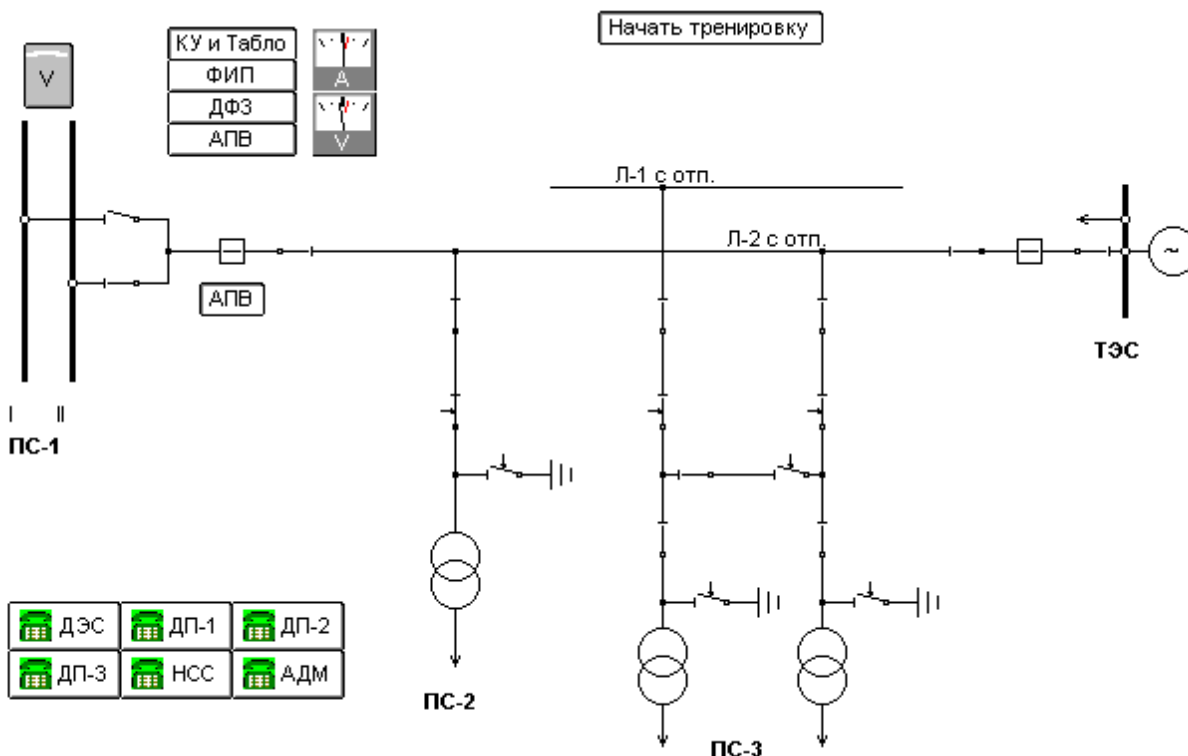 Начать тренировку
КУ и Табло
ФИП
ДФЗ
АПВ
A
V
V
Л-1 с отп.
Л-2 с отп.
~
АПВ
ТЭС
I II
ПС-1
ДЭС ДП-1 ДП-2
ДП-3 НСС АДМ
ПС-2
ПС-3